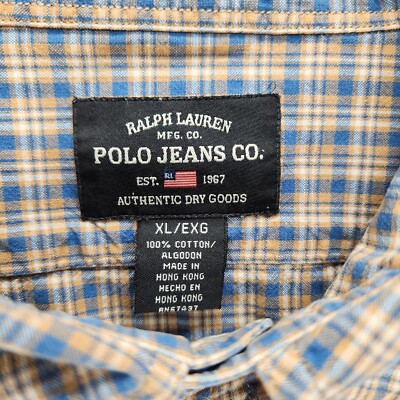 RALPH LAUREN
MFG. CO.
POLO JEANS CO.
EST. RL 1967
AUTHENTIC DRY GOODS
XL/EXG
100% COTTON/
ALGODON
MADE IN
HONG KONG
HECHO EN
HONG KONG